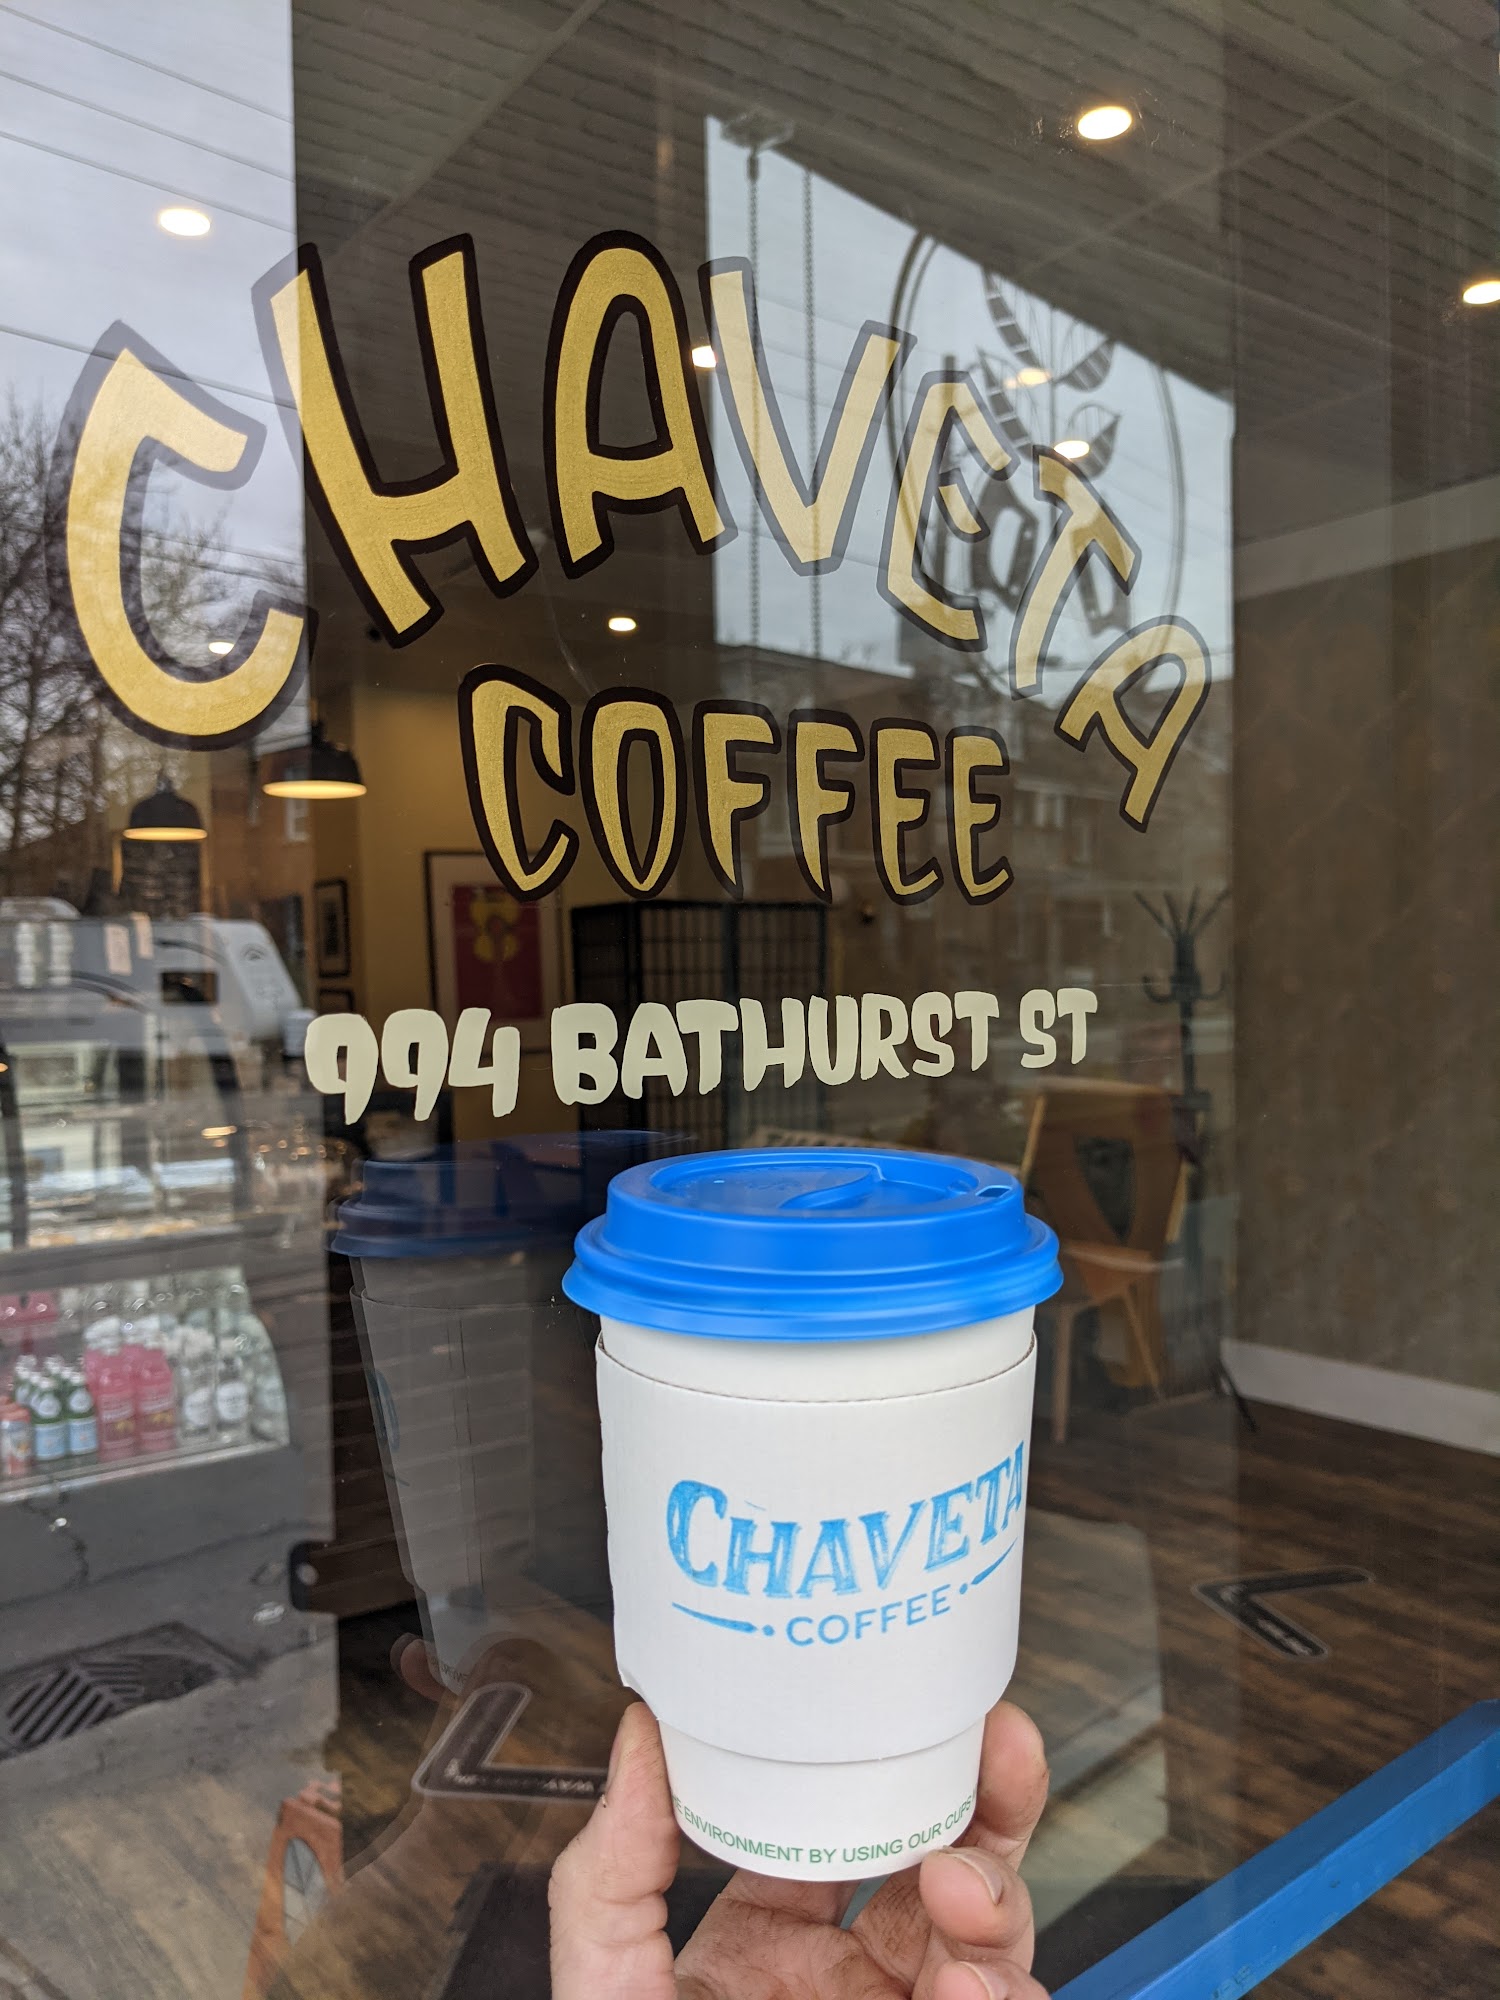 CHAVETA
COFFEE
994 BATHURST ST
CHAVETA
COFFEE
ENVIRONMENT BY USING OUR CUPS